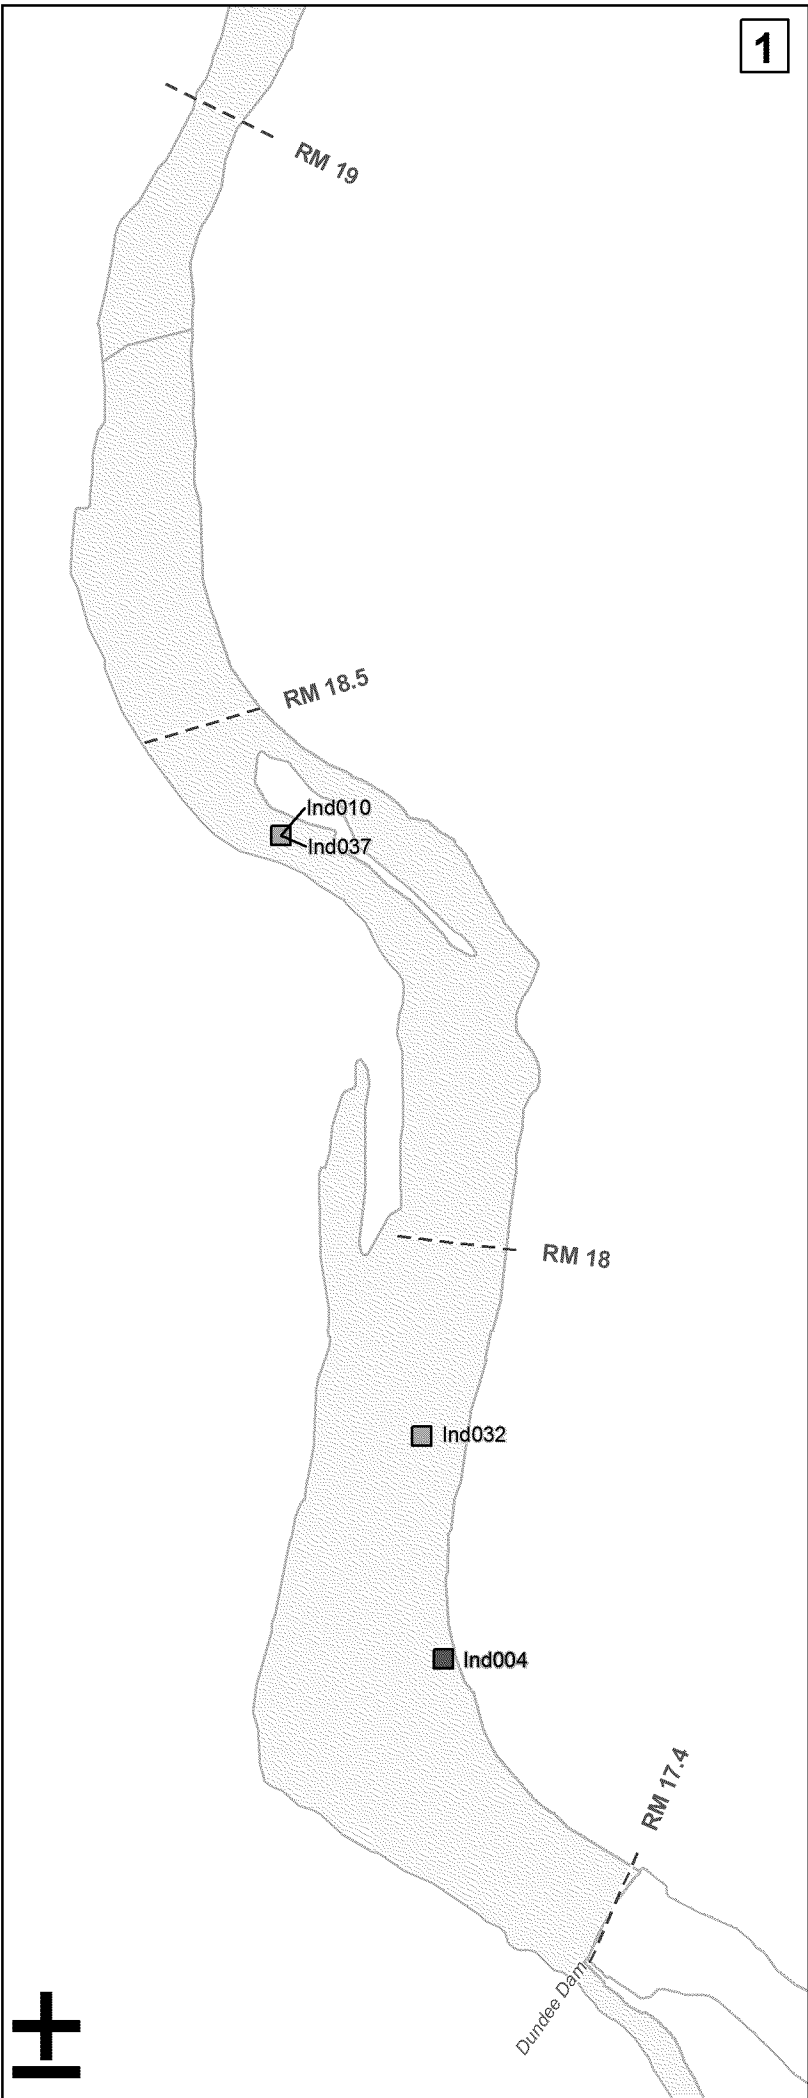 1
RM 19
RM 18.5
Ind010
Ind037
RM 18
Ind032
Ind004
RM 17.4
Dundee Dam
±